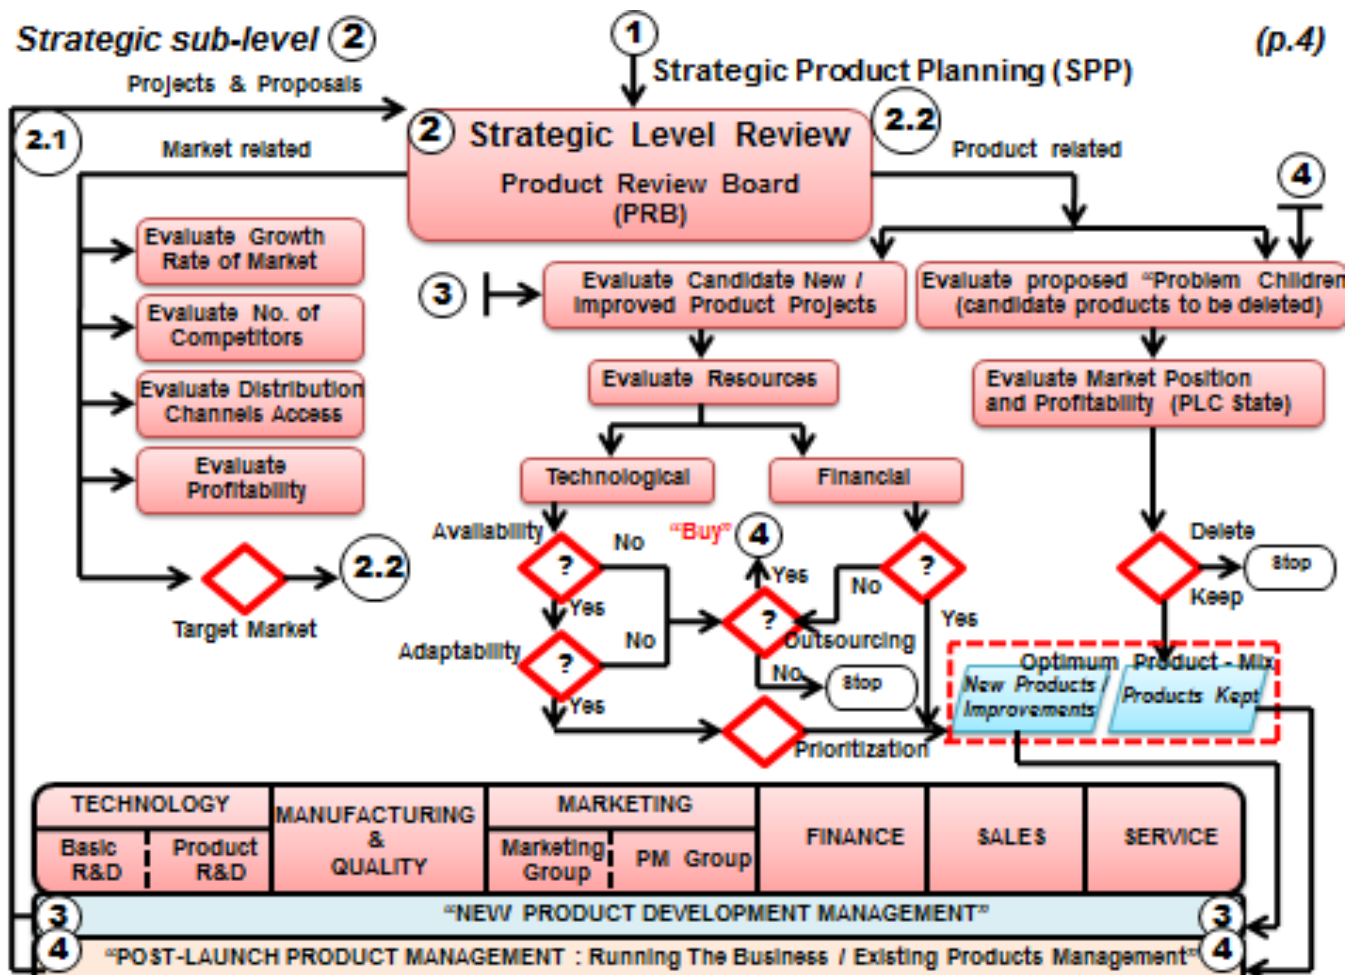 Strategic sub-level 2
1
(p.4)
Strategic Product Planning (SPP)
Projects & Proposals
2.1
Market related
2 Strategic Level Review
Product Review Board
(PRB)
2.2
Product related
4
Evaluate Growth
Rate of Market
Evaluate No. of
Competitors
Evaluate Distribution
Channels Access
Evaluate
Profitability
2.2
Target Market
3
Evaluate Candidate New /
Improved Product Projects
Evaluate proposed “Problem Children
(candidate products to be deleted)
Evaluate Resources
Evaluate Market Position
and Profitability (PLC State)
Technological
Financial
Availability
?
No
Yes
“Buy”
4
Yes
?
No
Yes
Delete
Stop
Keep
Adaptability
?
No
Yes
?
Outsourcing
No
Stop
Prioritization
Optimum Product - Mix
New Products /
Improvements
Products Kept
TECHNOLOGY
Basic
R&D
Product
R&D
MANUFACTURING
&
QUALITY
MARKETING
Marketing
Group
PM Group
FINANCE
SALES
SERVICE
3 “NEW PRODUCT DEVELOPMENT MANAGEMENT” 3
4 “POST-LAUNCH PRODUCT MANAGEMENT : Running The Business / Existing Products Management” 4